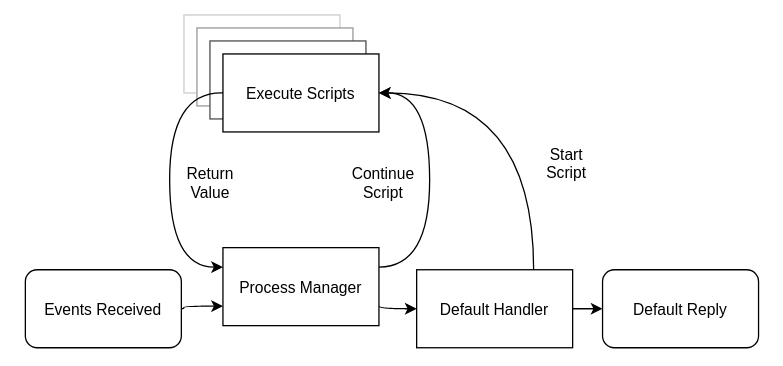 Execute Scripts
Return
Value
Continue
Script
Start
Script
Process Manager
Events Received
Default Handler
Default Reply